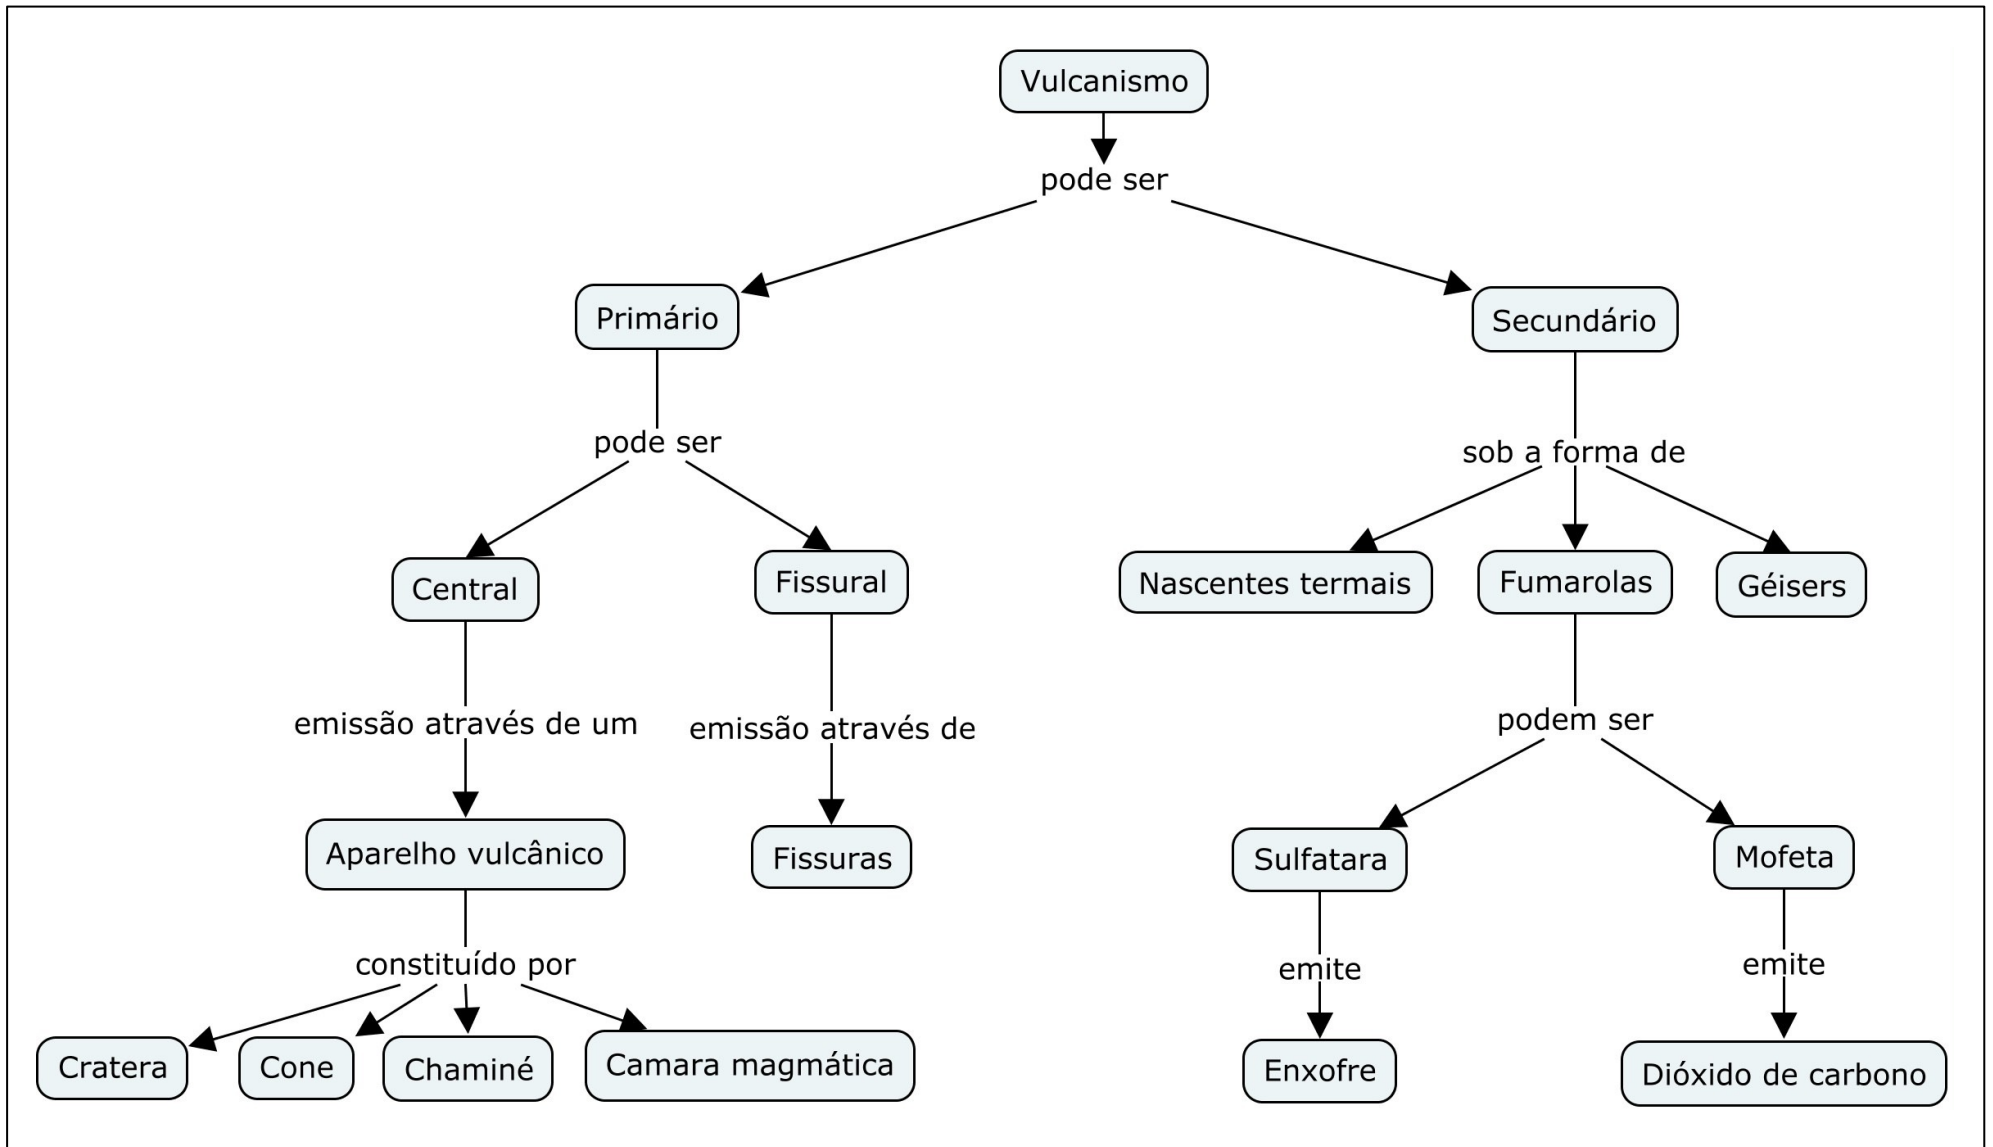 Vulcanismo
pode ser
Primário
Secundário
pode ser
sob a forma de
Central
Fissural
Nascentes termais
Fumarolas
Géisers
emissão através de um
emissão através de
podem ser
Aparelho vulcânico
Fissuras
Sulfatara
Mofeta
constituído por
emite
emite
Cratera
Cone
Chaminé
Camara magmática
Enxofre
Dióxido de carbono